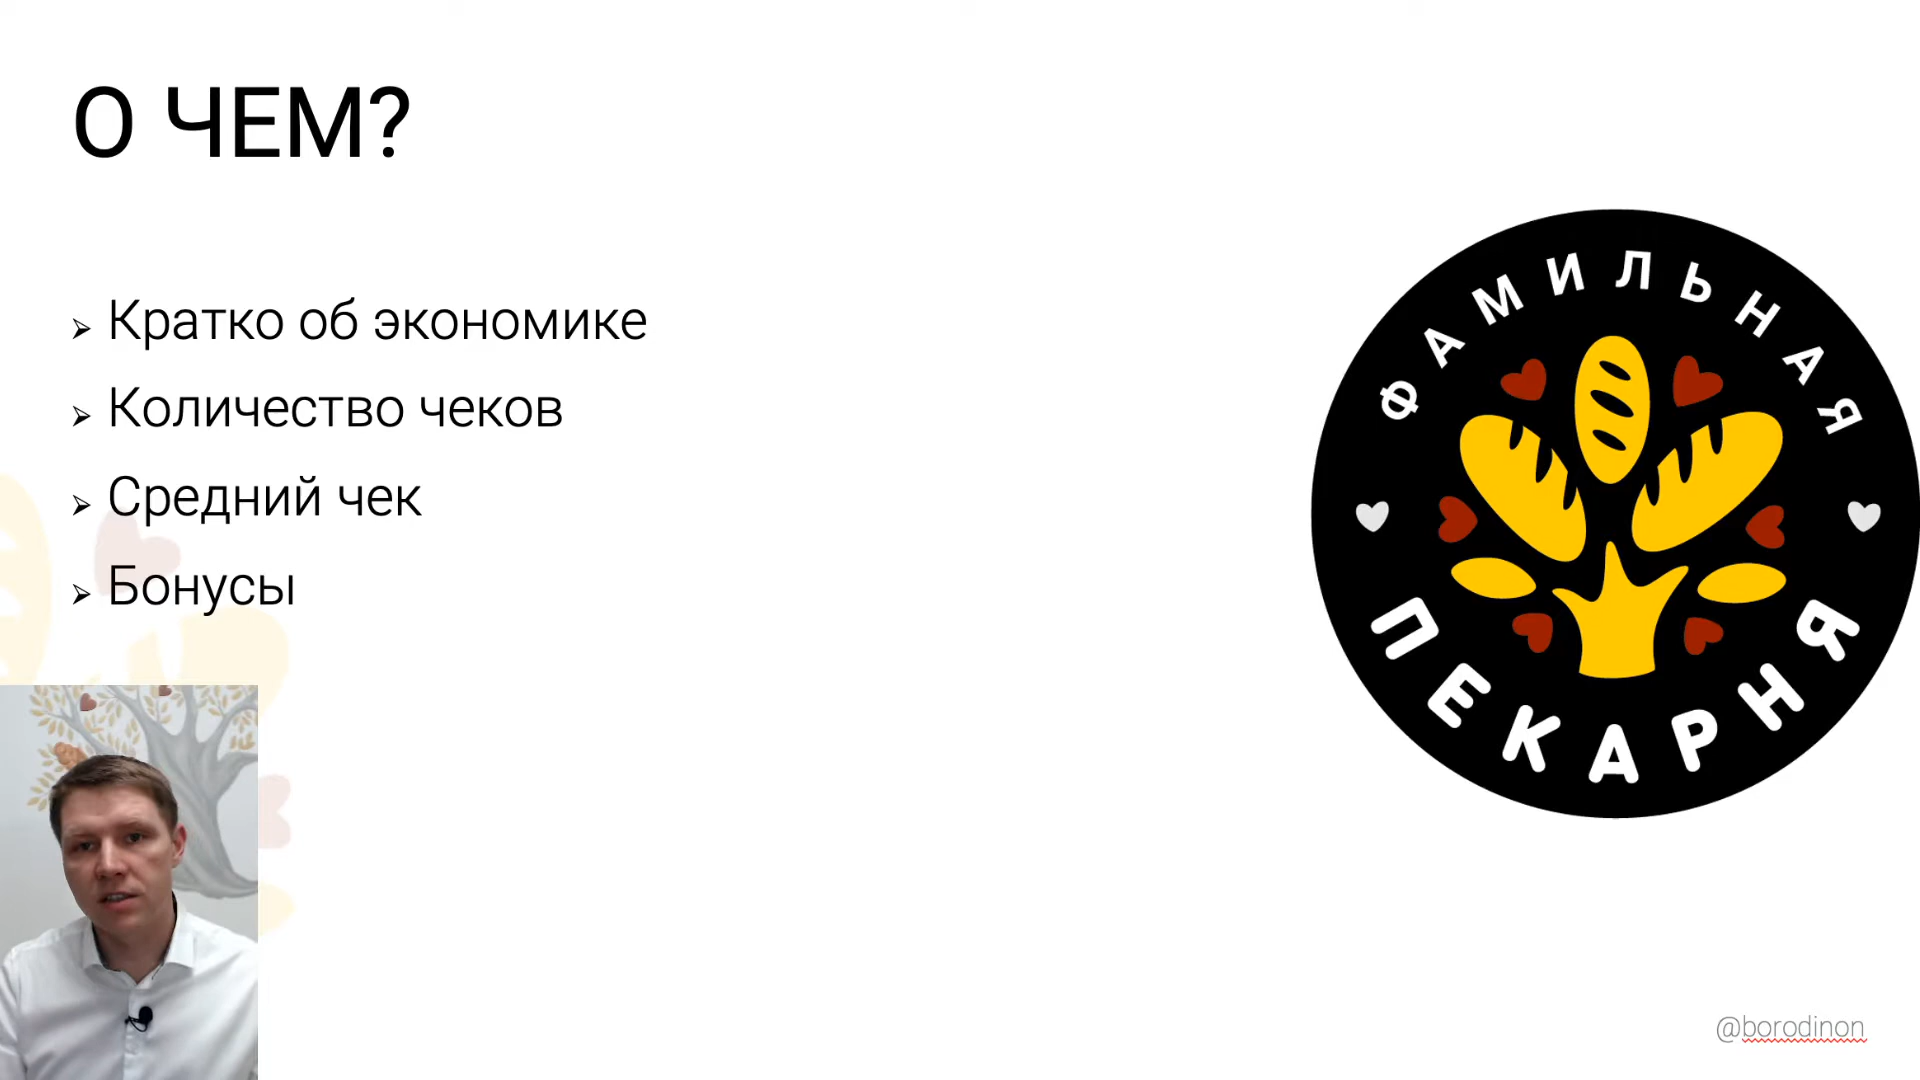 О ЧЕМ?
Кратко об экономике
Количество чеков
Средний чек
Бонусы
ФАМИЛЬНАЯ
ПЕКАРНЯ
@borodinon